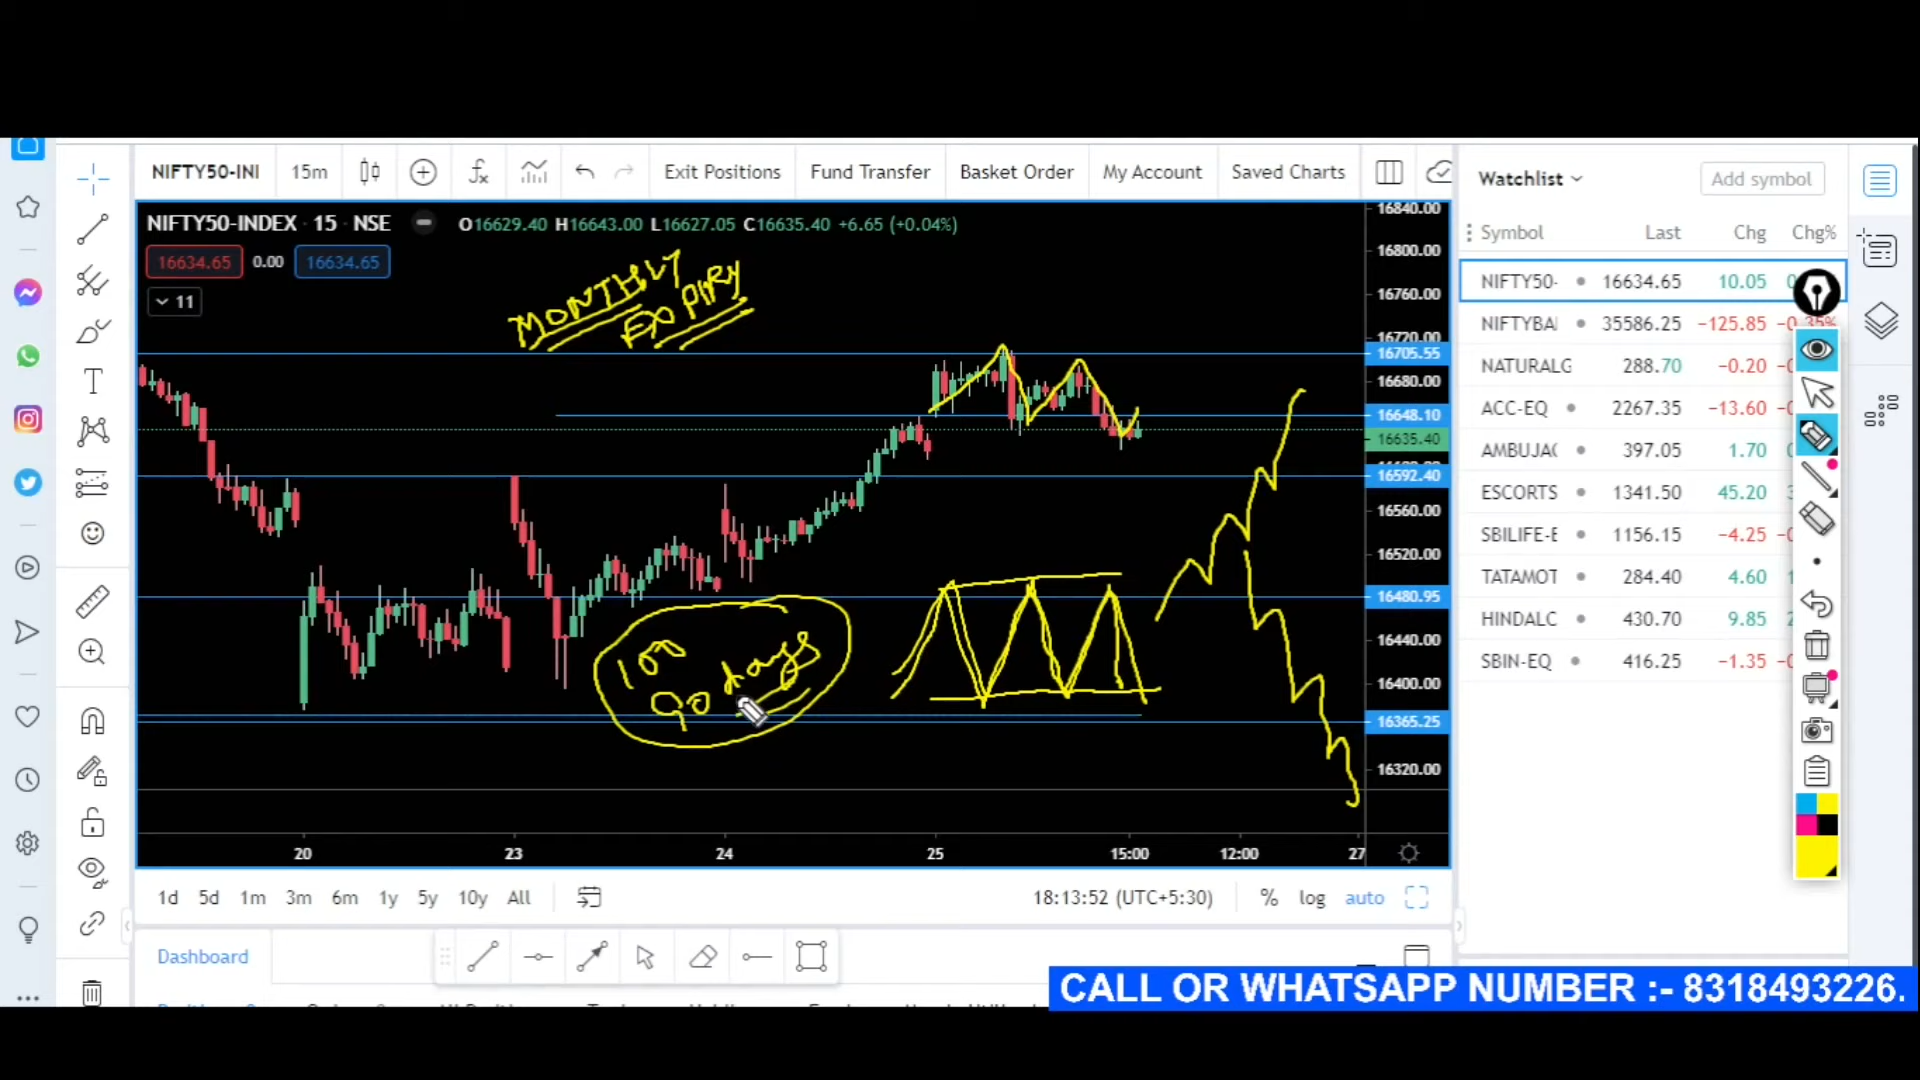 NIFTY50-INI 15m Exit Positions Fund Transfer Basket Order My Account Saved Charts
Watchlist Add symbol
NIFTY50-INDEX · 15 · NSE O16629.40 H16643.00 L16627.05 C16635.40 +6.65 (+0.04%)
16634.65 0.00 16634.65
11
MONTHLY
EXPIRY
100
90 days
16840.00
16800.00
16760.00
16720.00
16705.55
16680.00
16648.10
16635.40
16592.40
16560.00
16520.00
16480.95
16440.00
16400.00
16365.25
16320.00
20 23 24 25 15:00 12:00 27
Symbol Last Chg Chg%
NIFTY50- 16634.65 10.05
NIFTYBA 35586.25 −125.85 −0.35%
NATURALG 288.70 −0.20
ACC-EQ 2267.35 −13.60
AMBUJA 397.05 1.70
ESCORTS 1341.50 45.20
SBILIFE-E 1156.15 −4.25
TATAMOT 284.40 4.60
HINDALC 430.70 9.85
SBIN-EQ 416.25 −1.35
1d 5d 1m 3m 6m 1y 5y 10y All 18:13:52 (UTC+5:30) % log auto
Dashboard
CALL OR WHATSAPP NUMBER :- 8318493226.